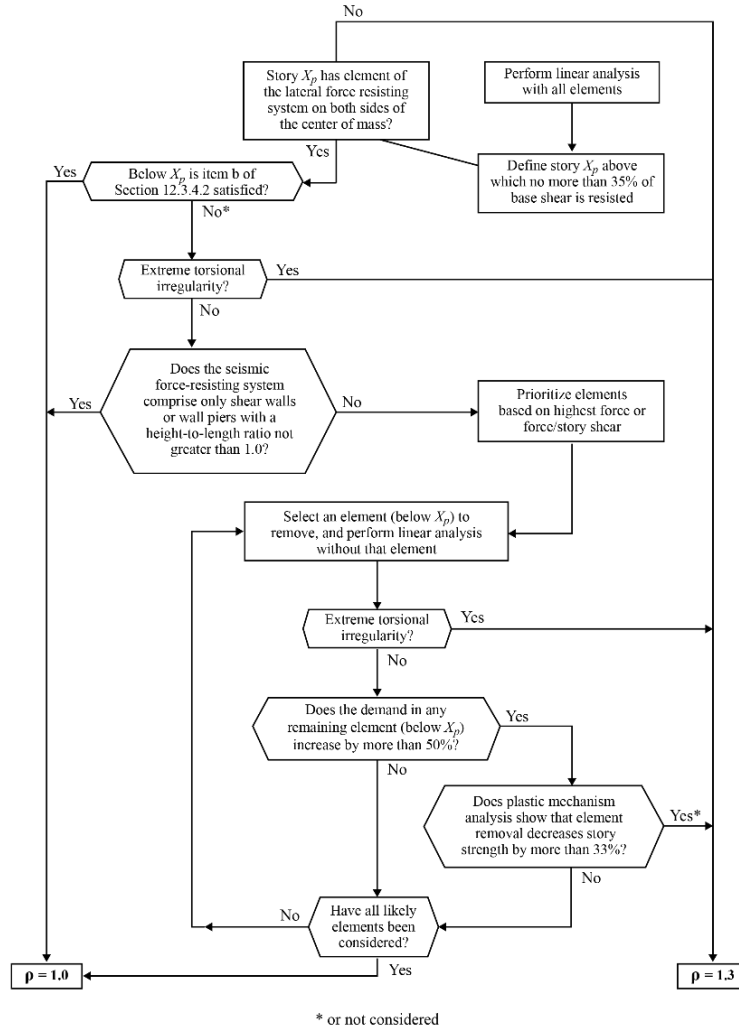 No
Story Xp has element of
the lateral force resisting
system on both sides of
the center of mass?
Perform linear analysis
with all elements
Yes
Define story Xp above
which no more than 35% of
base shear is resisted
Yes
Below Xp is item b of
Section 12.3.4.2 satisfied?
No*
Extreme torsional
irregularity?
Yes
No
Does the seismic
force-resisting system
comprise only shear walls
or wall piers with a
height-to-length ratio not
greater than 1.0?
Yes
No
Prioritize elements
based on highest force or
force/story shear
Select an element (below Xp) to
remove, and perform linear analysis
without that element
Extreme torsional
irregularity?
Yes
No
Does the demand in any
remaining element (below Xp)
increase by more than 50%?
Yes
No
Does plastic mechanism
analysis show that element
removal decreases story
strength by more than 33%?
Yes*
No
Have all likely
elements been
considered?
No
Yes
ρ = 1.0
ρ = 1.3
* or not considered